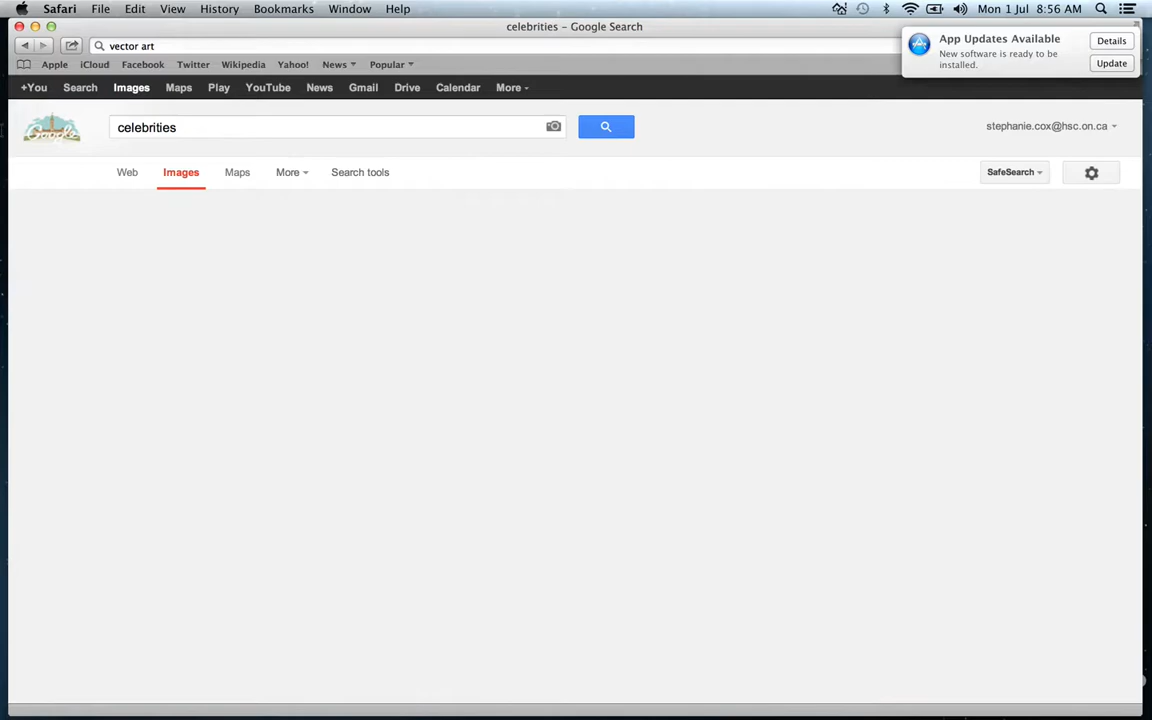 Safari File Edit View History Bookmarks Window Help Mon 1 Jul 8:56 AM
celebrities – Google Search
vector art
App Updates Available
New software is ready to be
installed.
Details
Update
Apple iCloud Facebook Twitter Wikipedia Yahoo! News Popular
+You Search Images Maps Play YouTube News Gmail Drive Calendar More
Google
celebrities
stephanie.cox@hsc.on.ca
Web Images Maps More Search tools SafeSearch